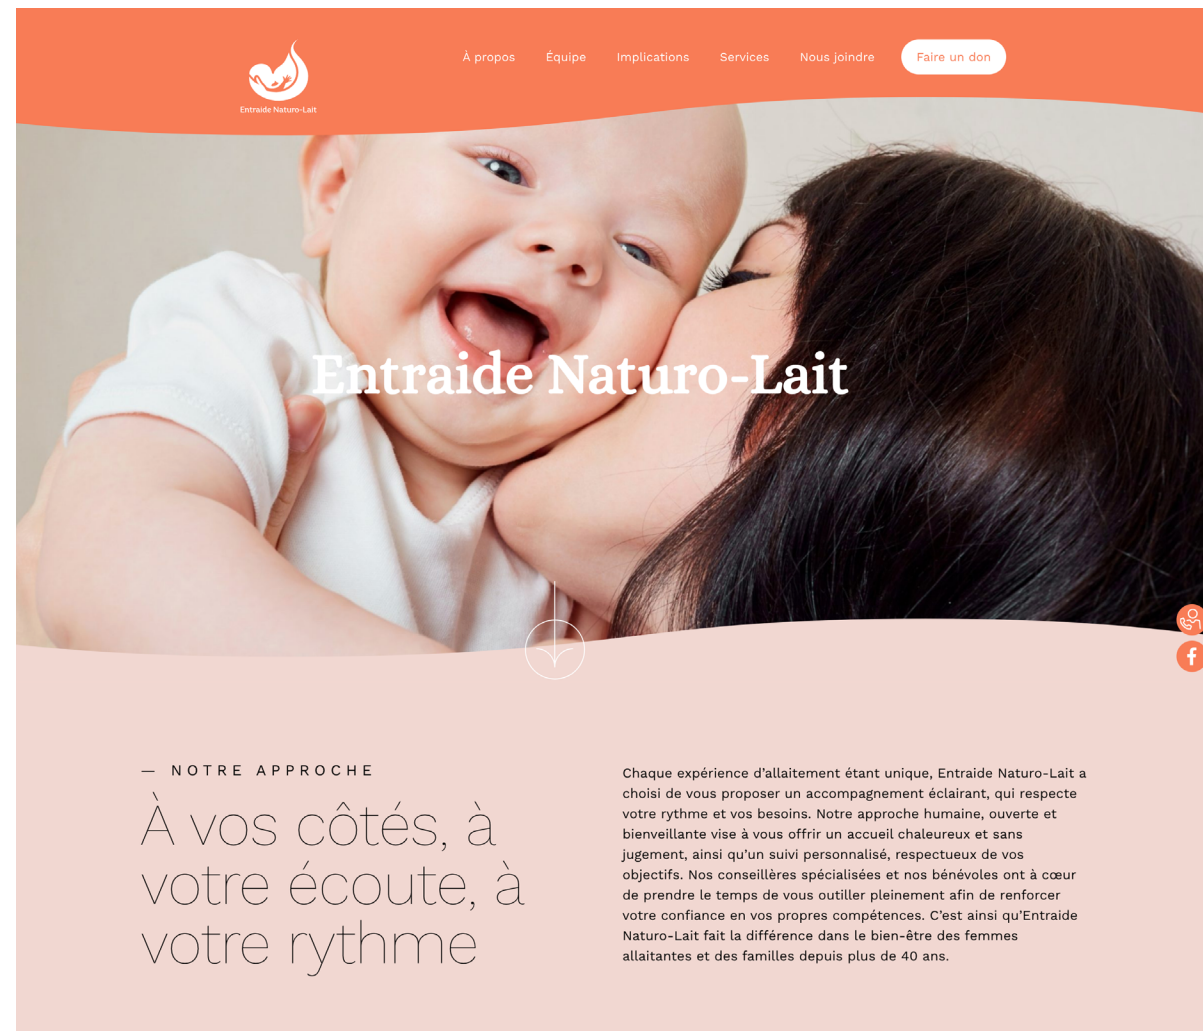 Entraide Naturo-Lait
À propos
Équipe
Implications
Services
Nous joindre
Faire un don
Entraide Naturo-Lait
— NOTRE APPROCHE
À vos côtés, à
votre écoute, à
votre rythme
Chaque expérience d’allaitement étant unique, Entraide Naturo-Lait a
choisi de vous proposer un accompagnement éclairant, qui respecte
votre rythme et vos besoins. Notre approche humaine, ouverte et
bienveillante vise à vous offrir un accueil chaleureux et sans
jugement, ainsi qu’un suivi personnalisé, respectueux de vos
objectifs. Nos conseillères spécialisées et nos bénévoles ont à cœur
de prendre le temps de vous outiller pleinement afin de renforcer
votre confiance en vos propres compétences. C’est ainsi qu’Entraide
Naturo-Lait fait la différence dans le bien-être des femmes
allaitantes et des familles depuis plus de 40 ans.